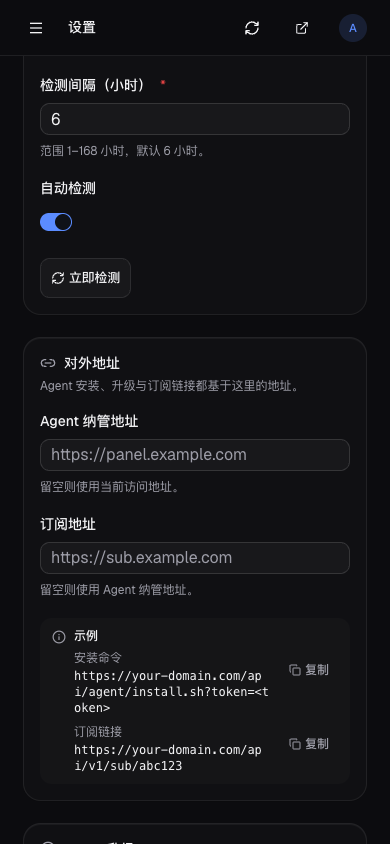 设置
A
检测间隔（小时） *
6
范围 1–168 小时，默认 6 小时。
自动检测
立即检测
对外地址
Agent 安装、升级与订阅链接都基于这里的地址。
Agent 纳管地址
https://panel.example.com
留空则使用当前访问地址。
订阅地址
https://sub.example.com
留空则使用 Agent 纳管地址。
示例
安装命令
https://your-domain.com/ap
i/agent/install.sh?token=<t
oken>
复制
订阅链接
https://your-domain.com/ap
i/v1/sub/abc123
复制